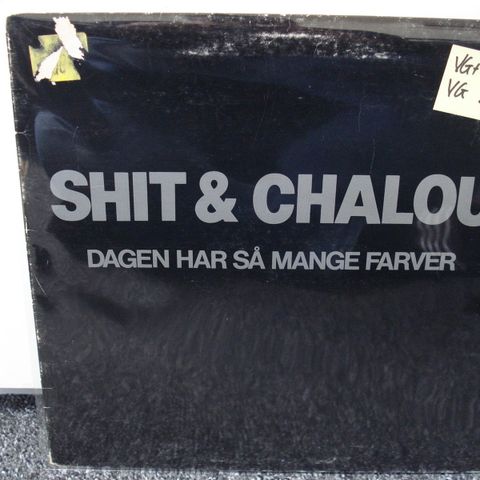 VG+
VG
SHIT & CHALOU
DAGEN HAR SÅ MANGE FARVER